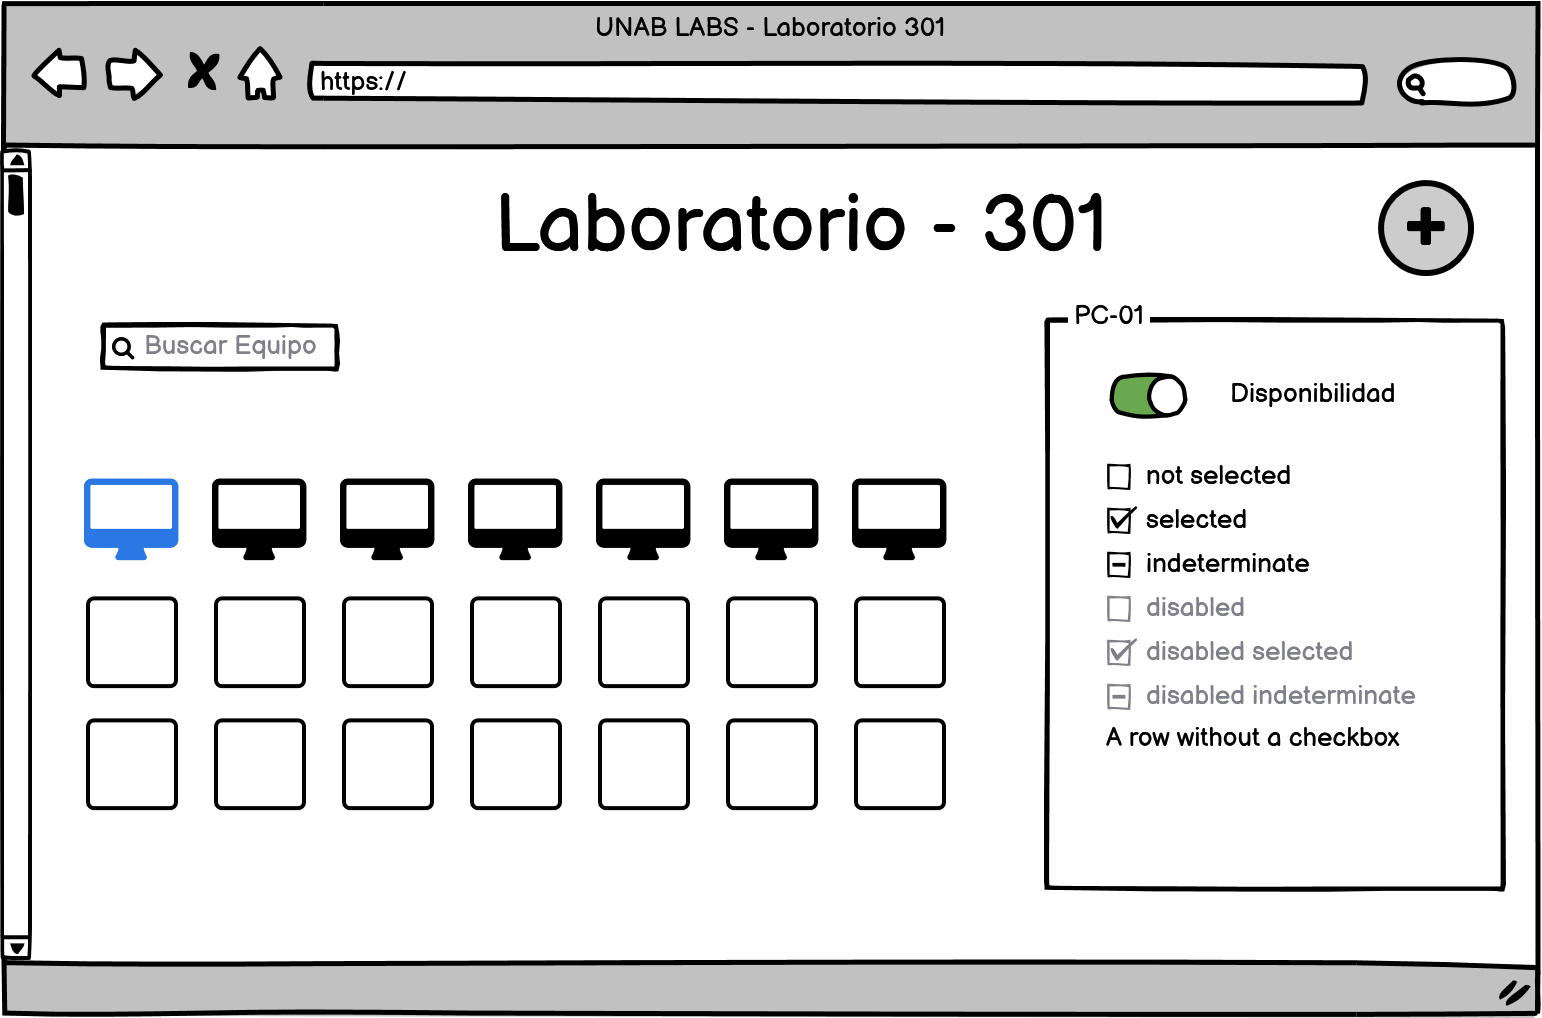 UNAB LABS - Laboratorio 301
https://
Laboratorio - 301
Buscar Equipo
PC-01
Disponibilidad
not selected
selected
indeterminate
disabled
disabled selected
disabled indeterminate
A row without a checkbox